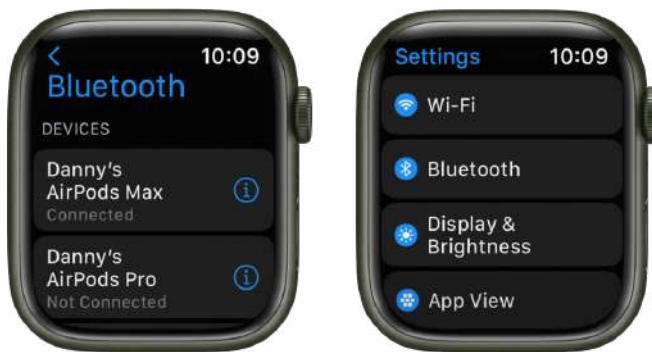 10:09
Bluetooth
DEVICES
Danny's
AirPods Max
Connected
Danny's
AirPods Pro
Not Connected
Settings 10:09
Wi-Fi
Bluetooth
Display &
Brightness
App View